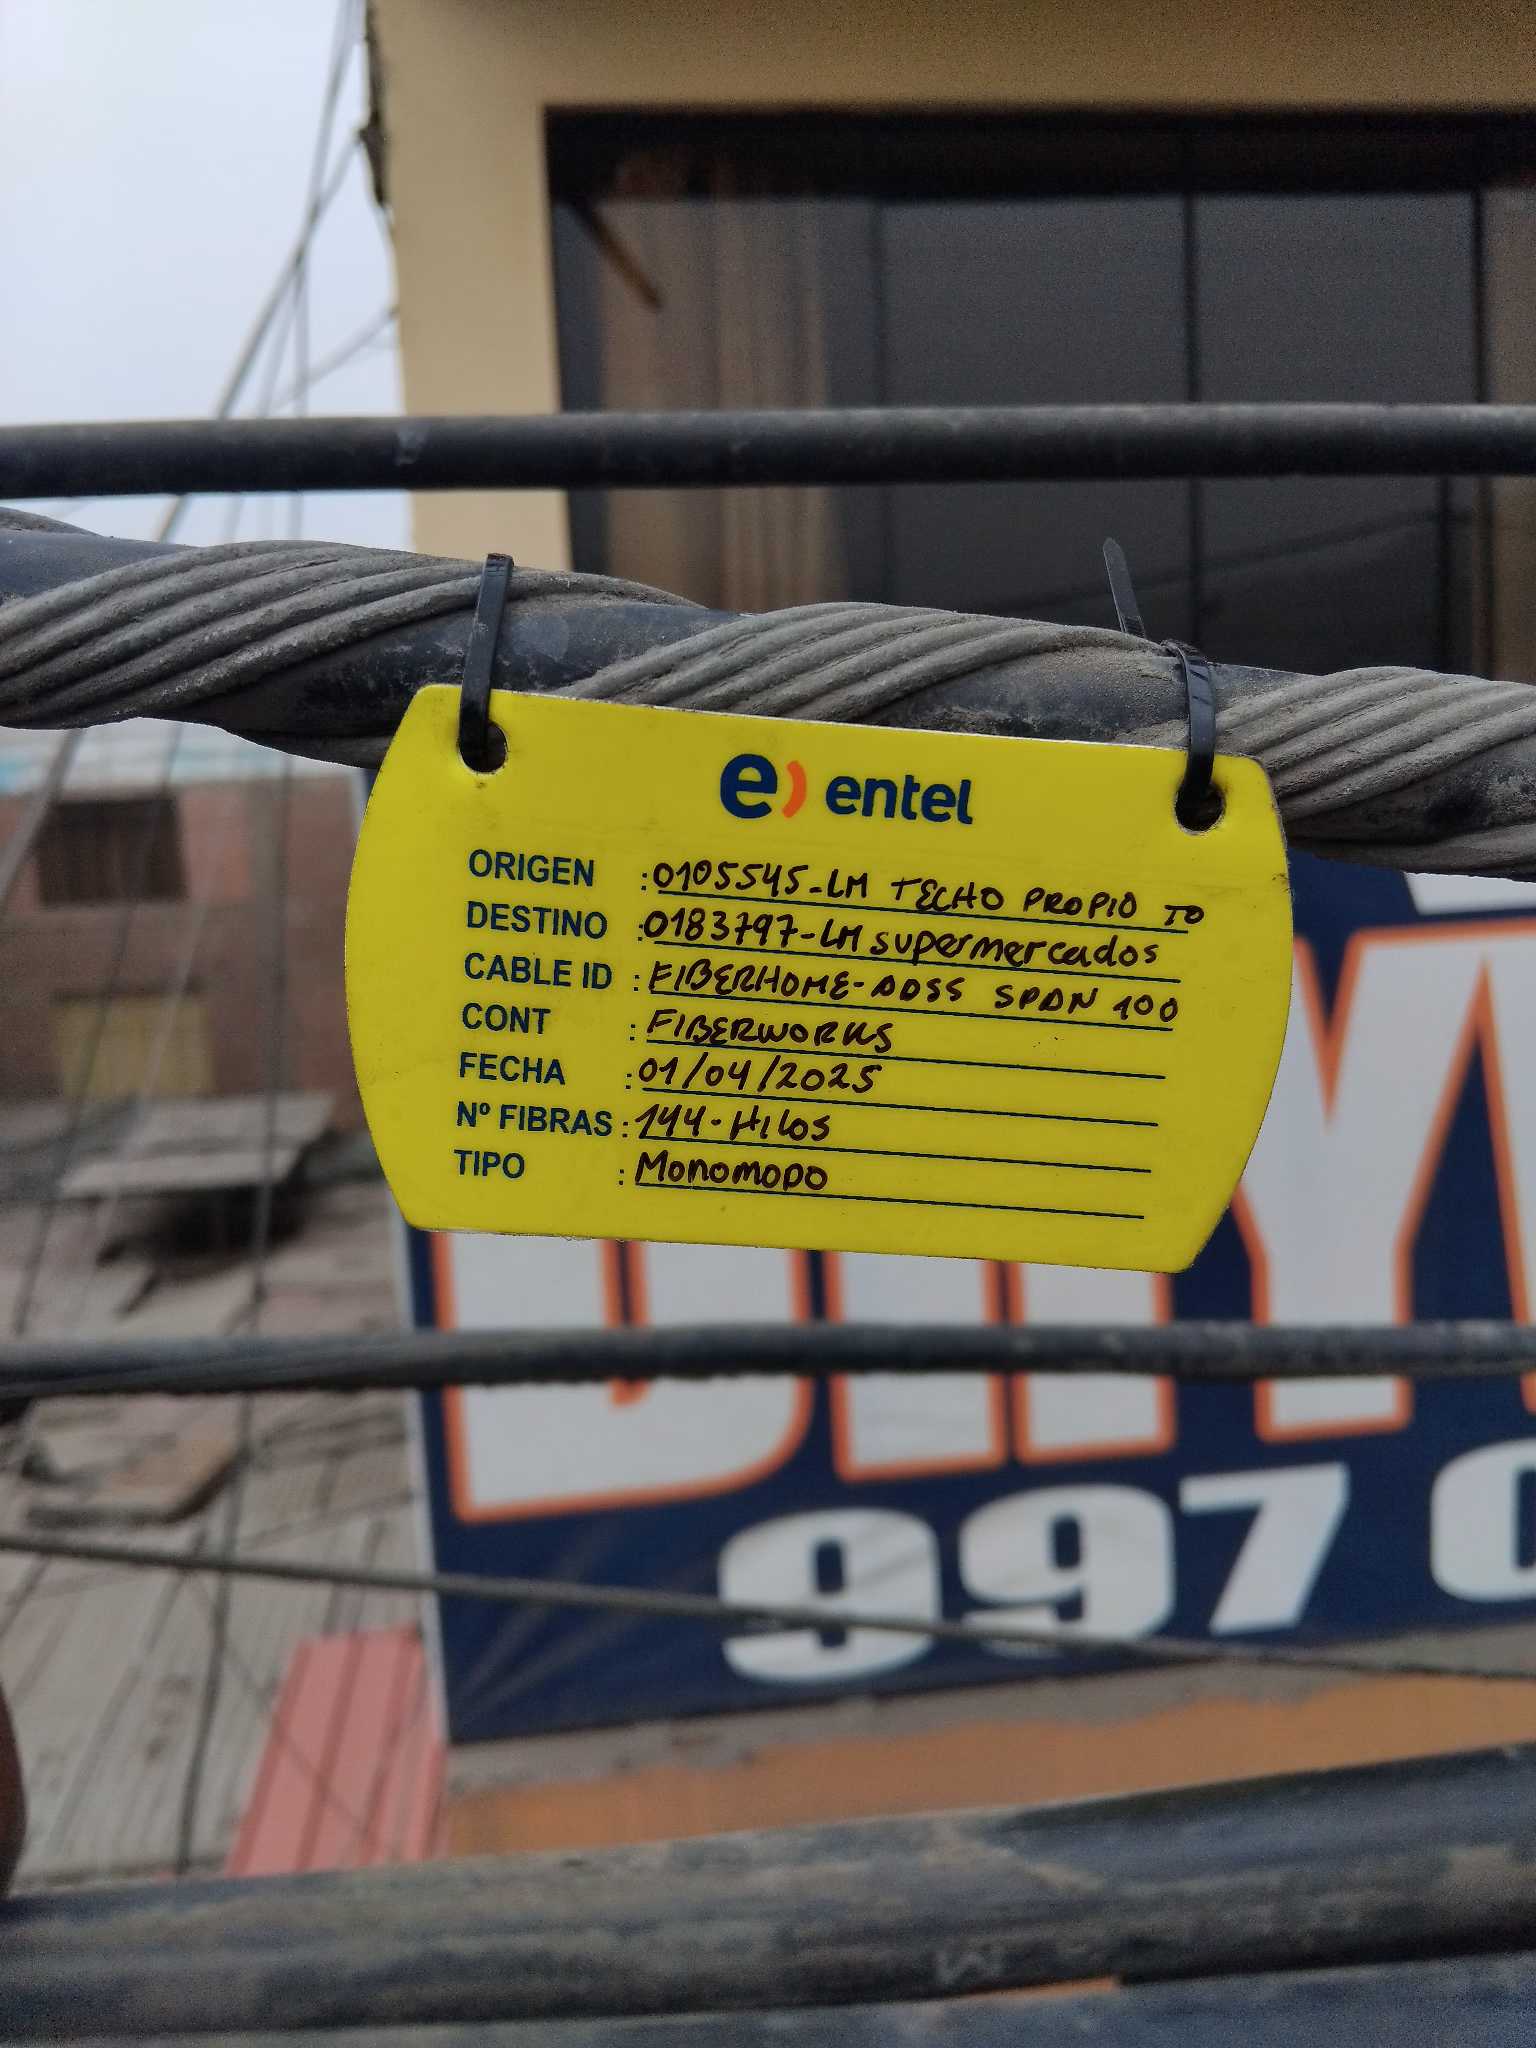 e) entel
ORIGEN : 0105545-LM TECHO PROPIO TO
DESTINO : 0183797-LM supermercados
CABLE ID : FIBERHOME-ADSS SPAN 100
CONT : FIBERWORKS
FECHA : 01/04/2025
Nº FIBRAS : 144-Hilos
TIPO : Monomodo
997